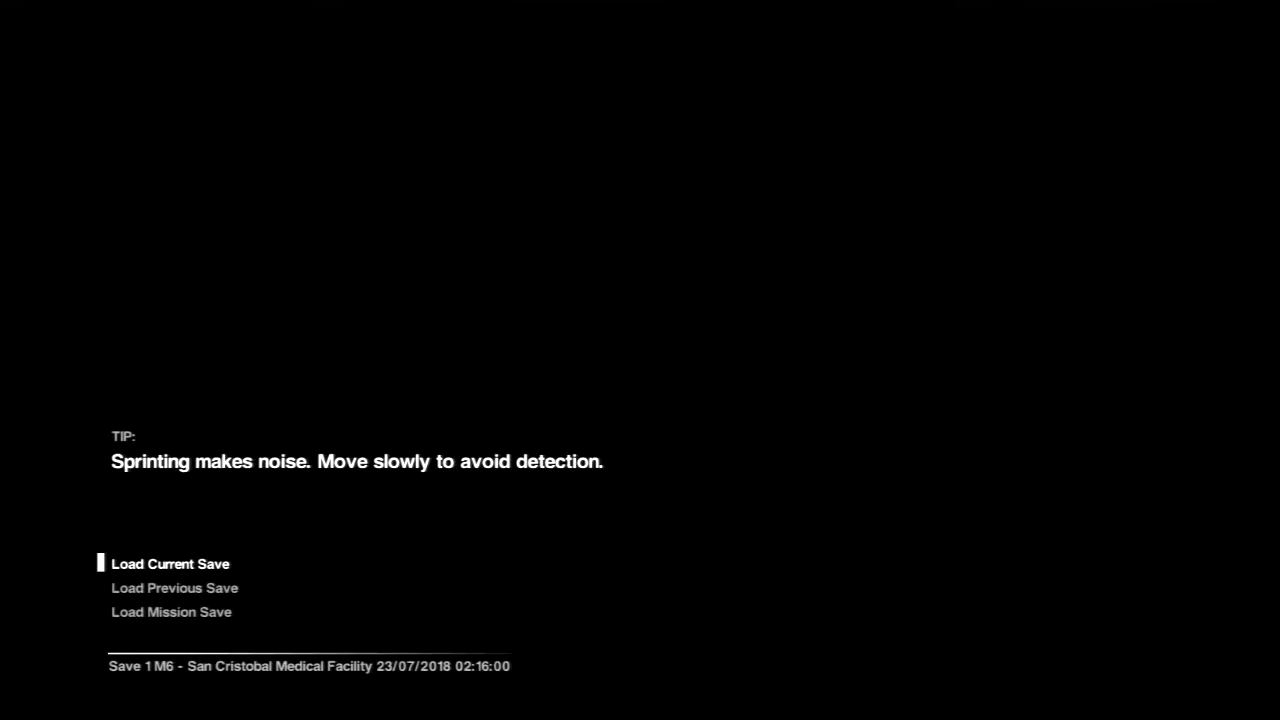 TIP:
Sprinting makes noise. Move slowly to avoid detection.
Load Current Save
Load Previous Save
Load Mission Save
Save 1 M6 - San Cristobal Medical Facility 23/07/2018 02:16:00